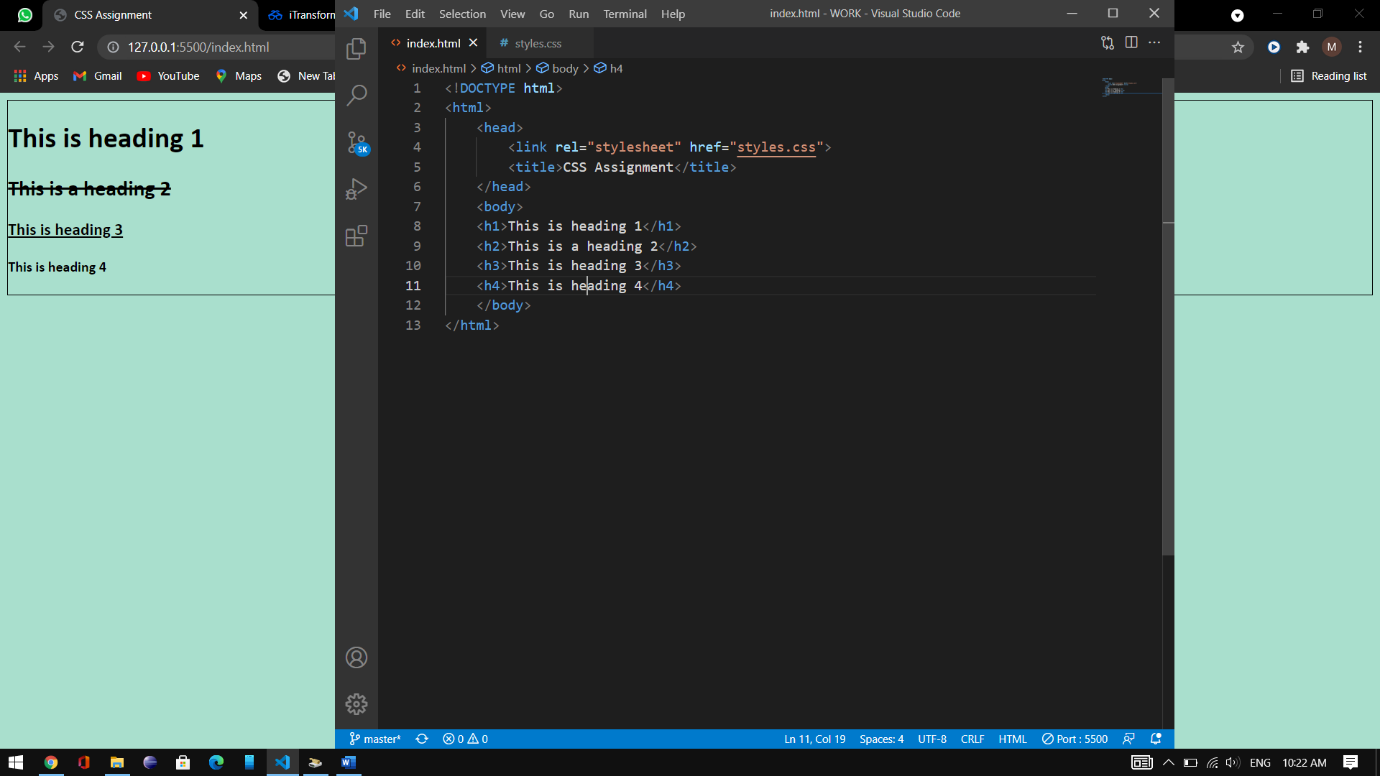 CSS Assignment
iTransform
127.0.0.1:5500/index.html
M
Apps Gmail YouTube Maps New Tab
Reading list
This is heading 1
This is a heading 2
This is heading 3
This is heading 4
File Edit Selection View Go Run Terminal Help index.html - WORK - Visual Studio Code
<> index.html # styles.css
<> index.html > html > body > h4
5K
1 <!DOCTYPE html>
2 <html>
3 <head>
4 <link rel="stylesheet" href="styles.css">
5 <title>CSS Assignment</title>
6 </head>
7 <body>
8 <h1>This is heading 1</h1>
9 <h2>This is a heading 2</h2>
10 <h3>This is heading 3</h3>
11 <h4>This is heading 4</h4>
12 </body>
13 </html>
master* 0 0 Ln 11, Col 19 Spaces: 4 UTF-8 CRLF HTML Port : 5500
ENG 10:22 AM